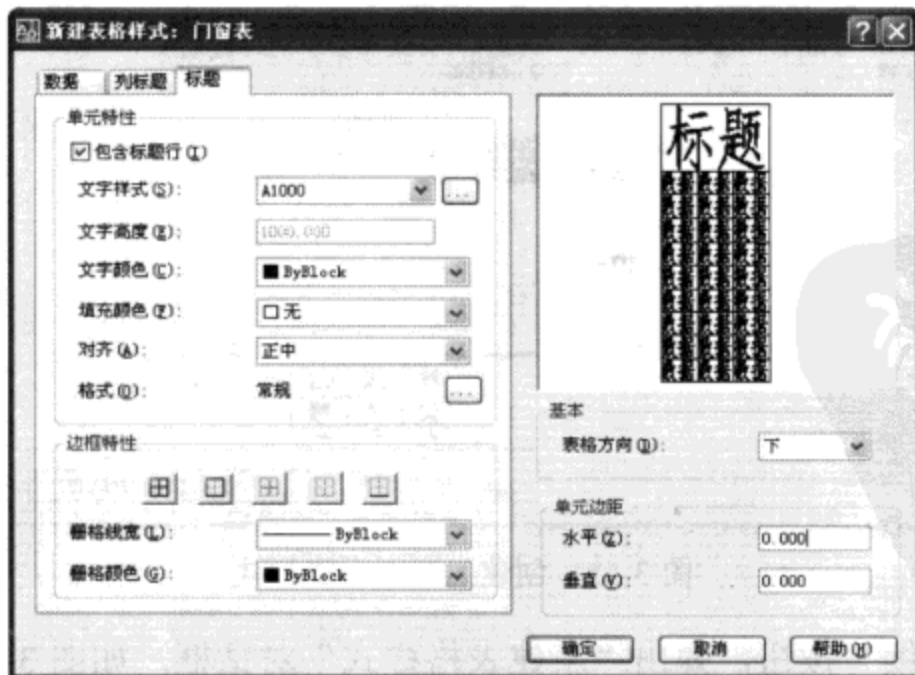 新建表格样式: 门窗表
数据 列标题 标题
单元特性
包含标题行(I)
文字样式(S): A1000 ...
文字高度(E): 1000.000
文字颜色(C): ByBlock
填充颜色(F): 无
对齐(A): 正中
格式(O): 常规 ...
边框特性
栅格线宽(L): ByBlock
栅格颜色(G): ByBlock
标题
基本
表格方向(D): 下
单元边距
水平(Z): 0.000
垂直(V): 0.000
确定 取消 帮助(H)